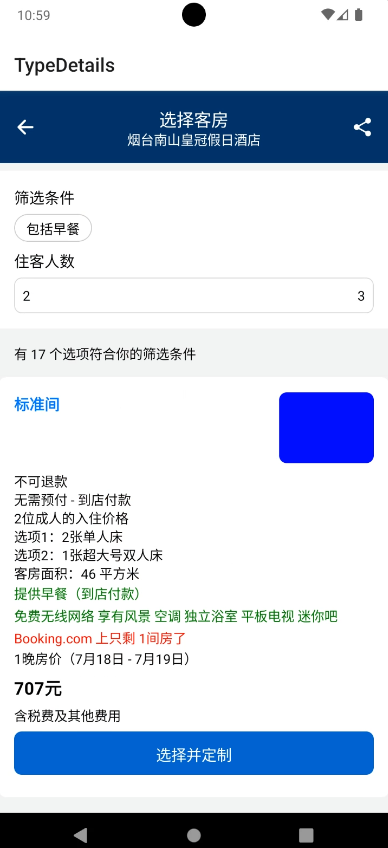 10:59
TypeDetails
选择客房
烟台南山皇冠假日酒店
筛选条件
包括早餐
住客人数
2 3
有 17 个选项符合你的筛选条件
标准间
不可退款
无需预付 - 到店付款
2位成人的入住价格
选项1：2张单人床
选项2：1张超大号双人床
客房面积：46 平方米
提供早餐（到店付款）
免费无线网络 享有风景 空调 独立浴室 平板电视 迷你吧
Booking.com 上只剩 1间房了
1晚房价（7月18日 - 7月19日）
707元
含税费及其他费用
选择并定制